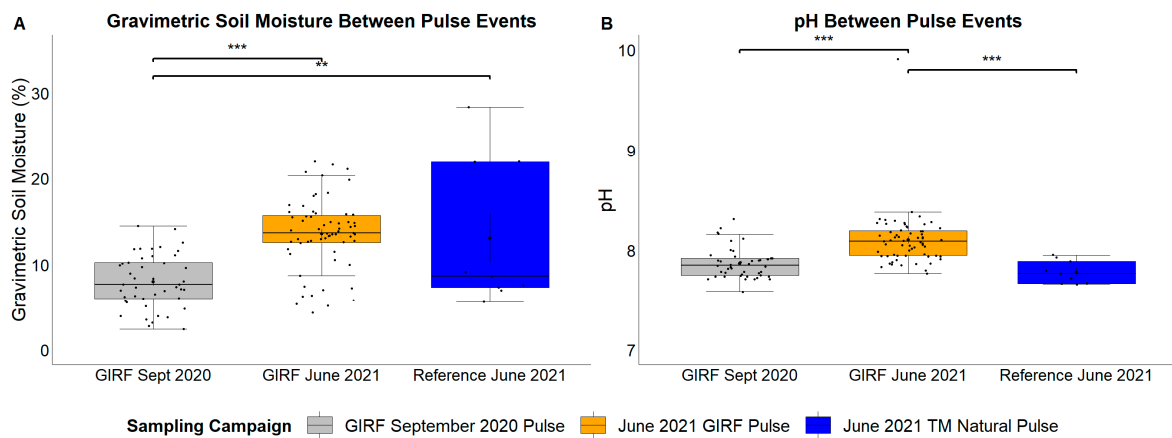 A
Gravimetric Soil Moisture Between Pulse Events
Gravimetric Soil Moisture (%)
30
20
10
0
***
**
GIRF Sept 2020
GIRF June 2021
Reference June 2021
B
pH Between Pulse Events
pH
10
9
8
7
***
***
GIRF Sept 2020
GIRF June 2021
Reference June 2021
Sampling Campaign
GIRF September 2020 Pulse
June 2021 GIRF Pulse
June 2021 TM Natural Pulse